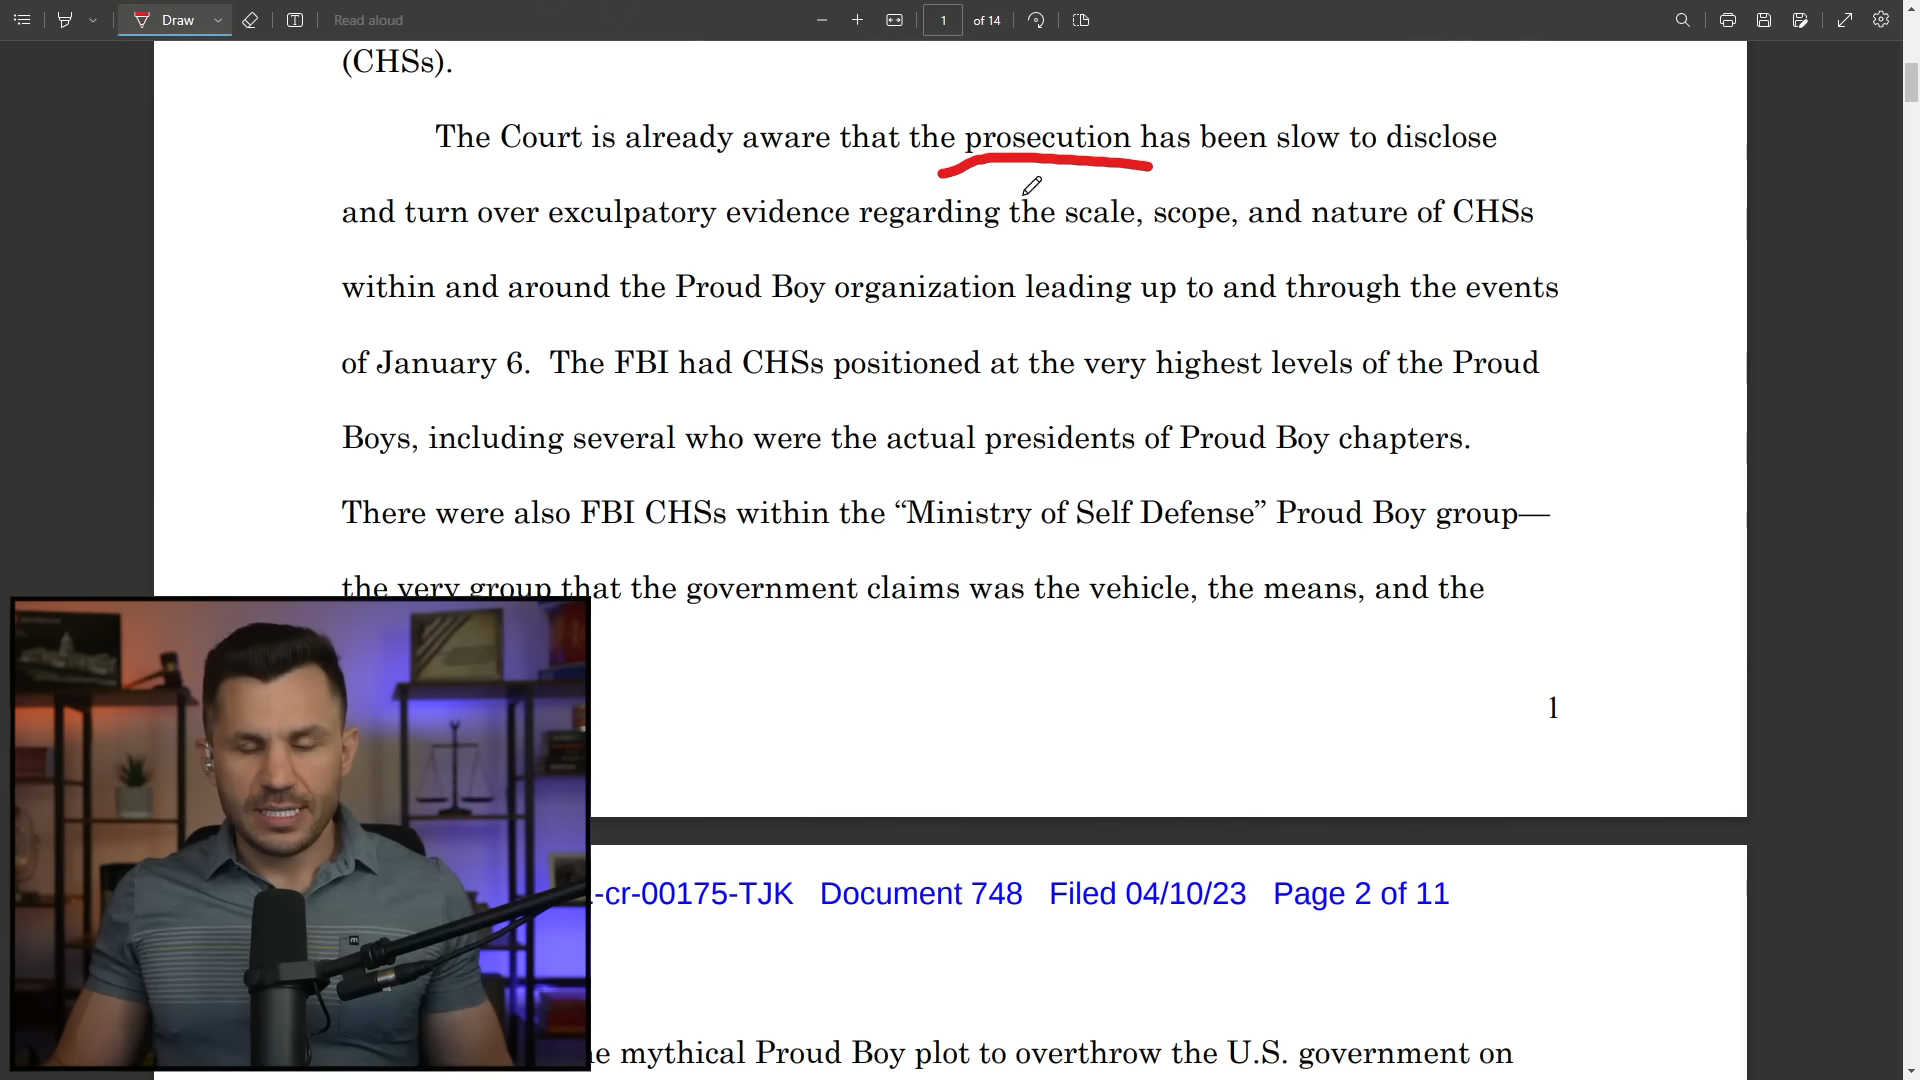 Draw
Read aloud
1 of 14
(CHSs).
The Court is already aware that the prosecution has been slow to disclose
and turn over exculpatory evidence regarding the scale, scope, and nature of CHSs
within and around the Proud Boy organization leading up to and through the events
of January 6.  The FBI had CHSs positioned at the very highest levels of the Proud
Boys, including several who were the actual presidents of Proud Boy chapters.
There were also FBI CHSs within the “Ministry of Self Defense” Proud Boy group—
the very group that the government claims was the vehicle, the means, and the
1
-cr-00175-TJK Document 748 Filed 04/10/23 Page 2 of 11
mythical Proud Boy plot to overthrow the U.S. government on